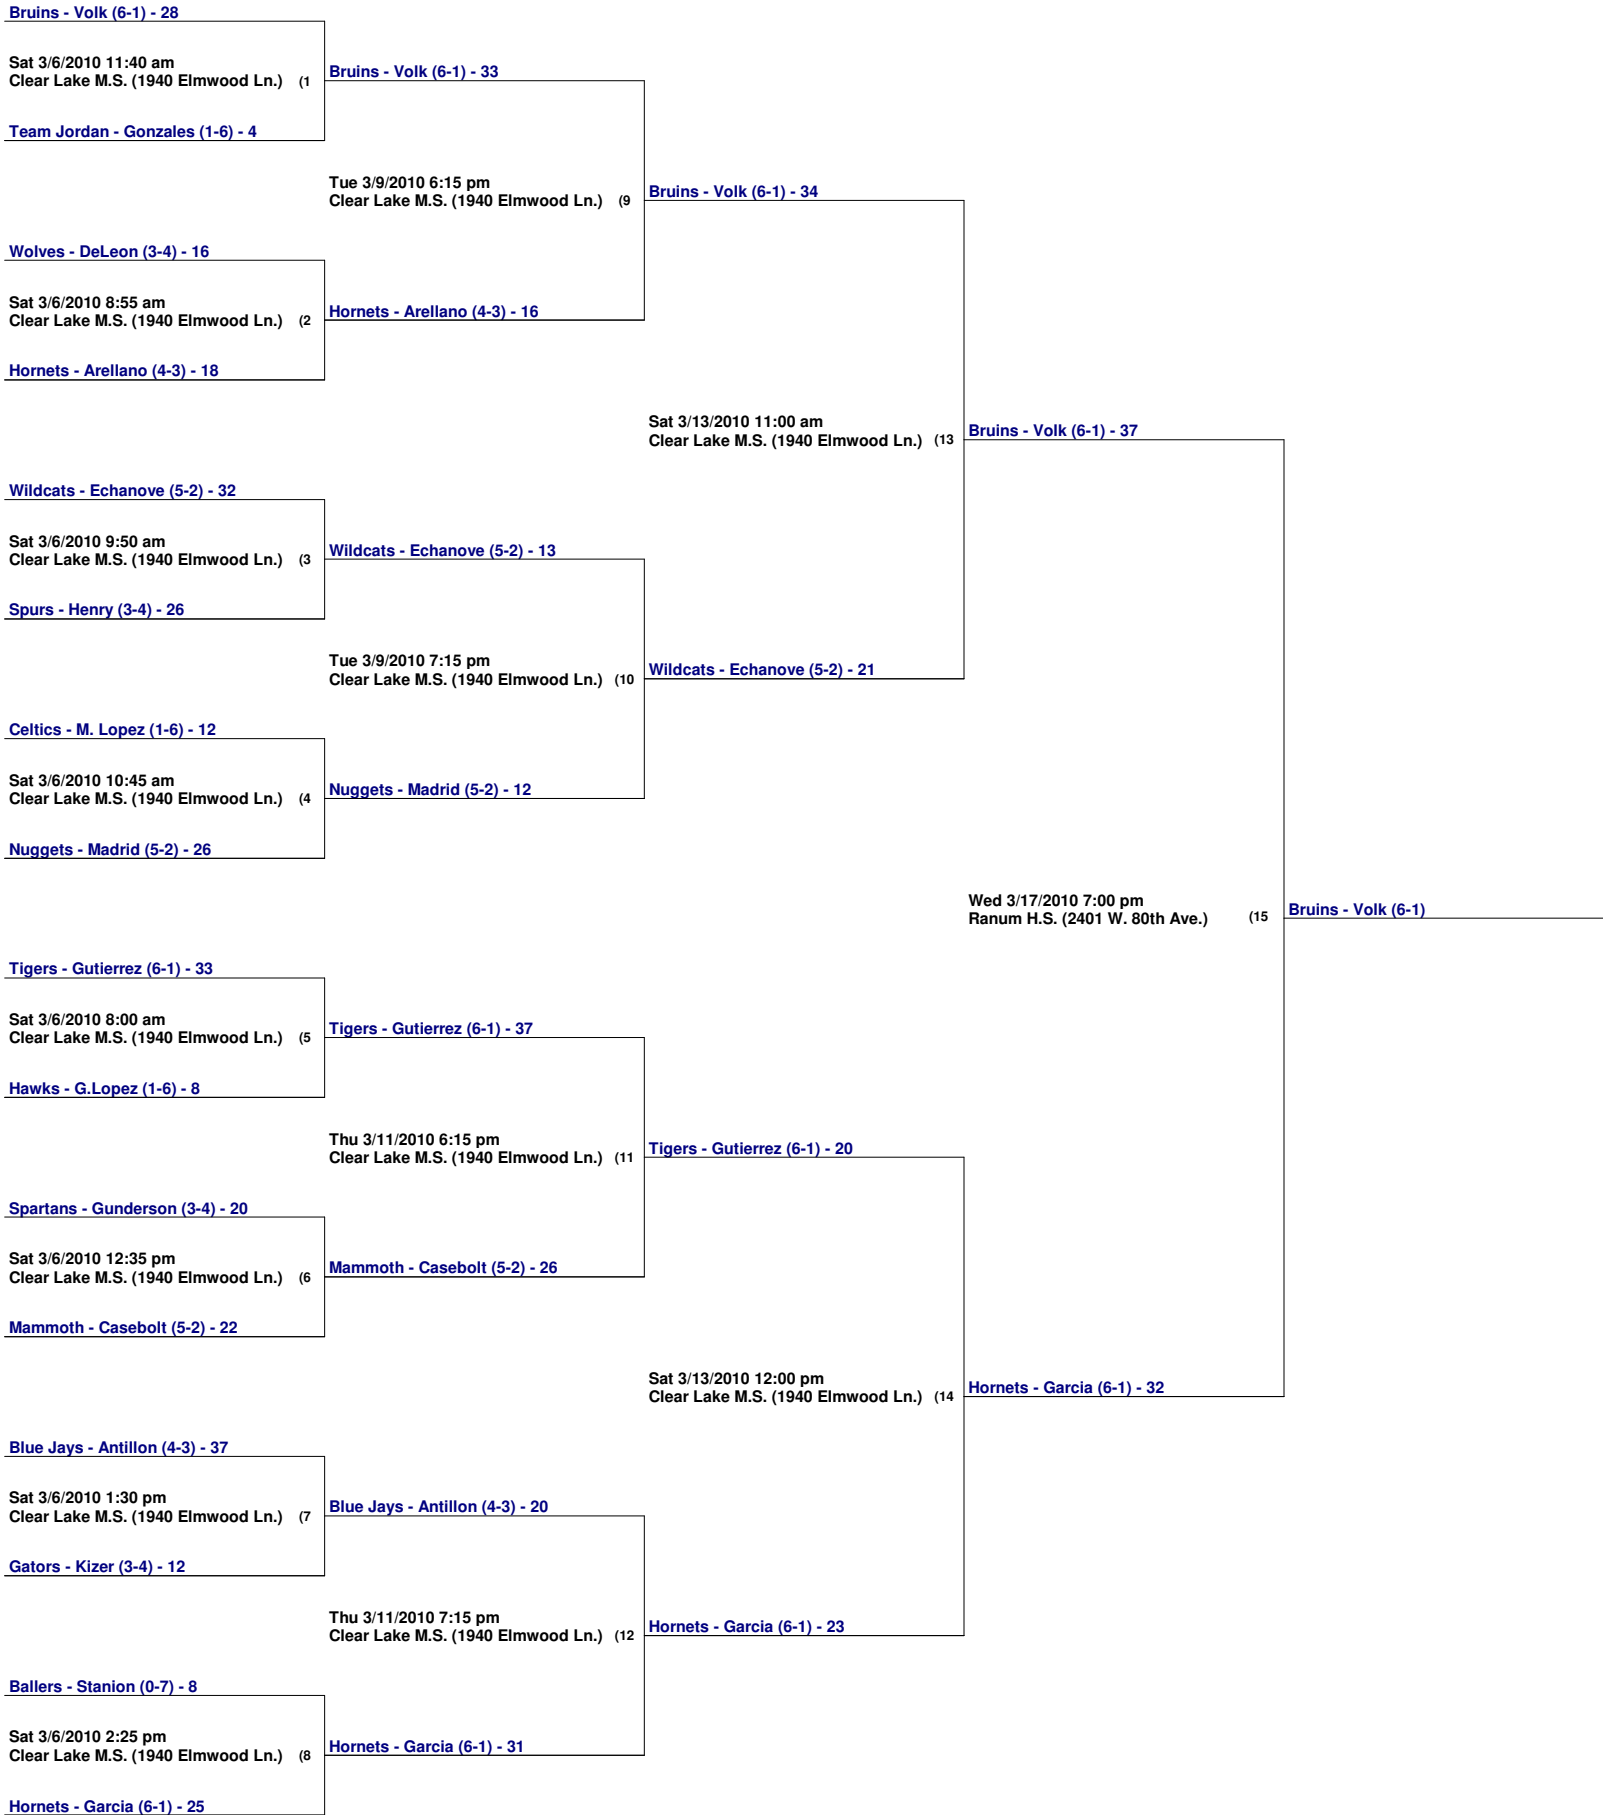 Bruins - Volk (6-1) - 28
Sat 3/6/2010 11:40 am
Clear Lake M.S. (1940 Elmwood Ln.) (1
Bruins - Volk (6-1) - 33
Team Jordan - Gonzales (1-6) - 4
Tue 3/9/2010 6:15 pm
Clear Lake M.S. (1940 Elmwood Ln.) (9
Bruins - Volk (6-1) - 34
Wolves - DeLeon (3-4) - 16
Sat 3/6/2010 8:55 am
Clear Lake M.S. (1940 Elmwood Ln.) (2
Hornets - Arellano (4-3) - 16
Hornets - Arellano (4-3) - 18
Sat 3/13/2010 11:00 am
Clear Lake M.S. (1940 Elmwood Ln.) (13
Bruins - Volk (6-1) - 37
Wildcats - Echanove (5-2) - 32
Sat 3/6/2010 9:50 am
Clear Lake M.S. (1940 Elmwood Ln.) (3
Wildcats - Echanove (5-2) - 13
Spurs - Henry (3-4) - 26
Tue 3/9/2010 7:15 pm
Clear Lake M.S. (1940 Elmwood Ln.) (10
Wildcats - Echanove (5-2) - 21
Celtics - M. Lopez (1-6) - 12
Sat 3/6/2010 10:45 am
Clear Lake M.S. (1940 Elmwood Ln.) (4
Nuggets - Madrid (5-2) - 12
Nuggets - Madrid (5-2) - 26
Wed 3/17/2010 7:00 pm
Ranum H.S. (2401 W. 80th Ave.) (15
Bruins - Volk (6-1)
Tigers - Gutierrez (6-1) - 33
Sat 3/6/2010 8:00 am
Clear Lake M.S. (1940 Elmwood Ln.) (5
Tigers - Gutierrez (6-1) - 37
Hawks - G.Lopez (1-6) - 8
Thu 3/11/2010 6:15 pm
Clear Lake M.S. (1940 Elmwood Ln.) (11
Tigers - Gutierrez (6-1) - 20
Spartans - Gunderson (3-4) - 20
Sat 3/6/2010 12:35 pm
Clear Lake M.S. (1940 Elmwood Ln.) (6
Mammoth - Casebolt (5-2) - 26
Mammoth - Casebolt (5-2) - 22
Sat 3/13/2010 12:00 pm
Clear Lake M.S. (1940 Elmwood Ln.) (14
Hornets - Garcia (6-1) - 32
Blue Jays - Antillon (4-3) - 37
Sat 3/6/2010 1:30 pm
Clear Lake M.S. (1940 Elmwood Ln.) (7
Blue Jays - Antillon (4-3) - 20
Gators - Kizer (3-4) - 12
Thu 3/11/2010 7:15 pm
Clear Lake M.S. (1940 Elmwood Ln.) (12
Hornets - Garcia (6-1) - 23
Ballers - Stanion (0-7) - 8
Sat 3/6/2010 2:25 pm
Clear Lake M.S. (1940 Elmwood Ln.) (8
Hornets - Garcia (6-1) - 31
Hornets - Garcia (6-1) - 25